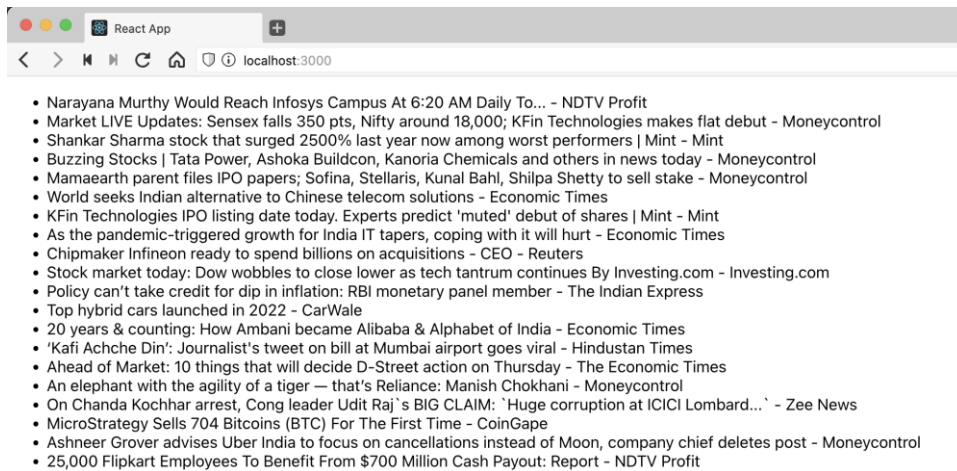 React App
localhost:3000
• Narayana Murthy Would Reach Infosys Campus At 6:20 AM Daily To... - NDTV Profit
• Market LIVE Updates: Sensex falls 350 pts, Nifty around 18,000; KFin Technologies makes flat debut - Moneycontrol
• Shankar Sharma stock that surged 2500% last year now among worst performers | Mint - Mint
• Buzzing Stocks | Tata Power, Ashoka Buildcon, Kanoria Chemicals and others in news today - Moneycontrol
• Mamaearth parent files IPO papers; Sofina, Stellaris, Kunal Bahl, Shilpa Shetty to sell stake - Moneycontrol
• World seeks Indian alternative to Chinese telecom solutions - Economic Times
• KFin Technologies IPO listing date today. Experts predict 'muted' debut of shares | Mint - Mint
• As the pandemic-triggered growth for India IT tapers, coping with it will hurt - Economic Times
• Chipmaker Infineon ready to spend billions on acquisitions - CEO - Reuters
• Stock market today: Dow wobbles to close lower as tech tantrum continues By Investing.com - Investing.com
• Policy can’t take credit for dip in inflation: RBI monetary panel member - The Indian Express
• Top hybrid cars launched in 2022 - CarWale
• 20 years & counting: How Ambani became Alibaba & Alphabet of India - Economic Times
• ‘Kafi Achche Din’: Journalist's tweet on bill at Mumbai airport goes viral - Hindustan Times
• Ahead of Market: 10 things that will decide D-Street action on Thursday - The Economic Times
• An elephant with the agility of a tiger — that’s Reliance: Manish Chokhani - Moneycontrol
• On Chanda Kochhar arrest, Cong leader Udit Raj`s BIG CLAIM: `Huge corruption at ICICI Lombard...` - Zee News
• MicroStrategy Sells 704 Bitcoins (BTC) For The First Time - CoinGape
• Ashneer Grover advises Uber India to focus on cancellations instead of Moon, company chief deletes post - Moneycontrol
• 25,000 Flipkart Employees To Benefit From $700 Million Cash Payout: Report - NDTV Profit